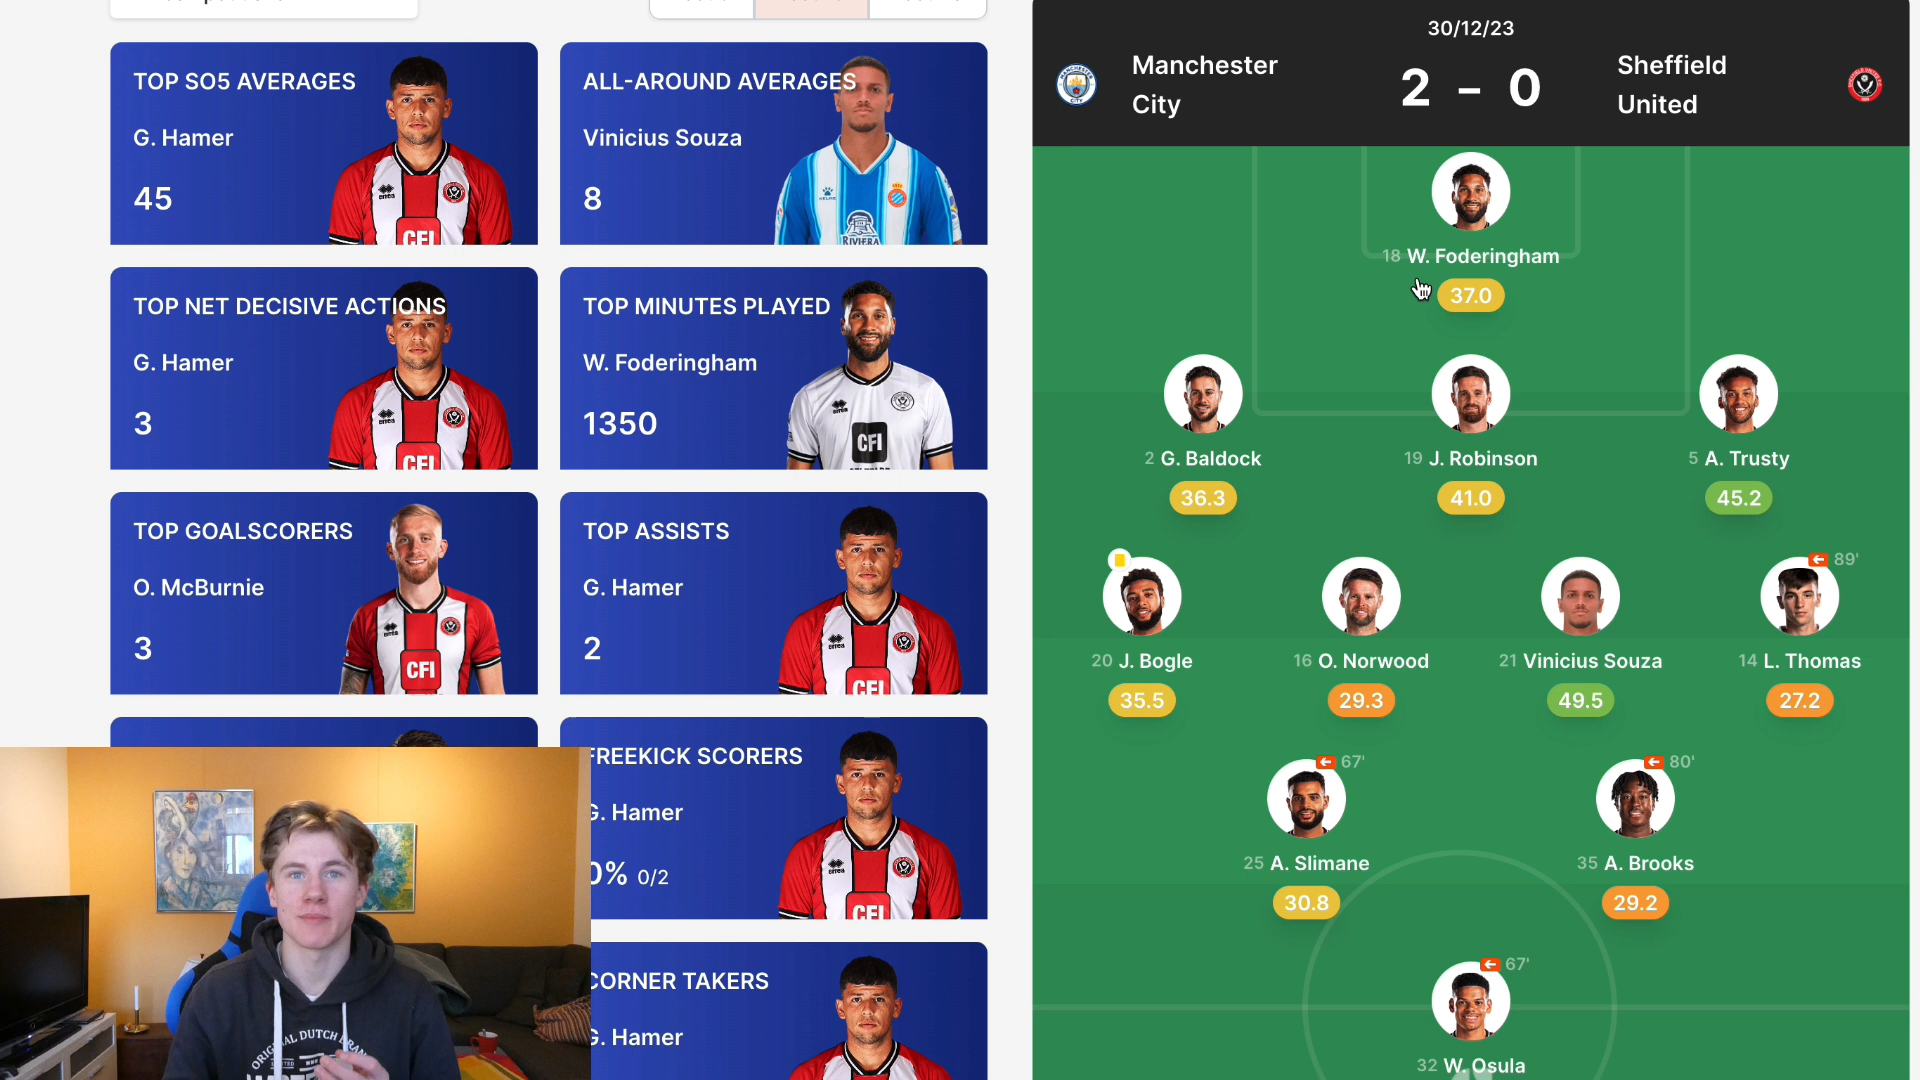 TOP SO5 AVERAGES
G. Hamer
45
ALL-AROUND AVERAGES
Vinicius Souza
8
RIVIERA
TOP NET DECISIVE ACTIONS
G. Hamer
3
TOP MINUTES PLAYED
W. Foderingham
1350
CFI
TOP GOALSCORERS
O. McBurnie
3
CFI
TOP ASSISTS
G. Hamer
2
FREEKICK SCORERS
G. Hamer
0% 0/2
CORNER TAKERS
G. Hamer
ORIGINAL DUTCH
30/12/23
Manchester
City
2 – 0
Sheffield
United
18 W. Foderingham
37.0
2 G. Baldock
19 J. Robinson
5 A. Trusty
36.3
41.0
45.2
89'
20 J. Bogle
16 O. Norwood
21 Vinicius Souza
14 L. Thomas
35.5
29.3
49.5
27.2
67'
80'
25 A. Slimane
35 A. Brooks
30.8
29.2
67'
32 W. Osula